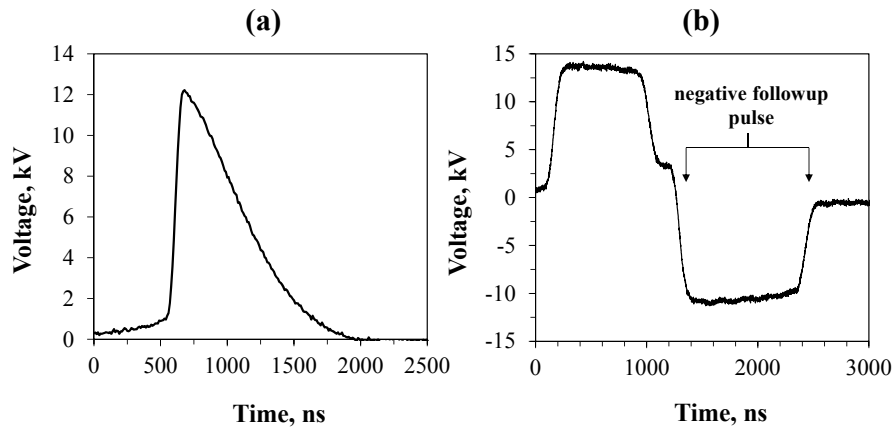 (a)
14
12
10
8
6
4
2
0
Voltage, kV
0 500 1000 1500 2000 2500
Time, ns
(b)
15
10
5
0
-5
-10
-15
Voltage, kV
negative followup
pulse
0 1000 2000 3000
Time, ns